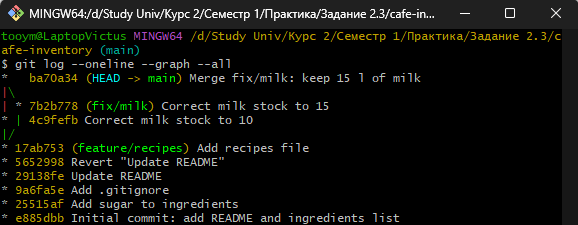 MINGW64:/d/Study Univ/Курс 2/Семестр 1/Практика/Задание 2.3/cafe-in...
tooym@LaptopVictus MINGW64 /d/Study Univ/Курс 2/Семестр 1/Практика/Задание 2.3/c
afe-inventory (main)
$ git log --oneline --graph --all
*   ba70a34 (HEAD -> main) Merge fix/milk: keep 15 l of milk
|\
| * 7b2b778 (fix/milk) Correct milk stock to 15
* | 4c9fefb Correct milk stock to 10
|/
* 17ab753 (feature/recipes) Add recipes file
* 5652998 Revert "Update README"
* 29138fe Update README
* 9a6fa5e Add .gitignore
* 25515af Add sugar to ingredients
* e885dbb Initial commit: add README and ingredients list